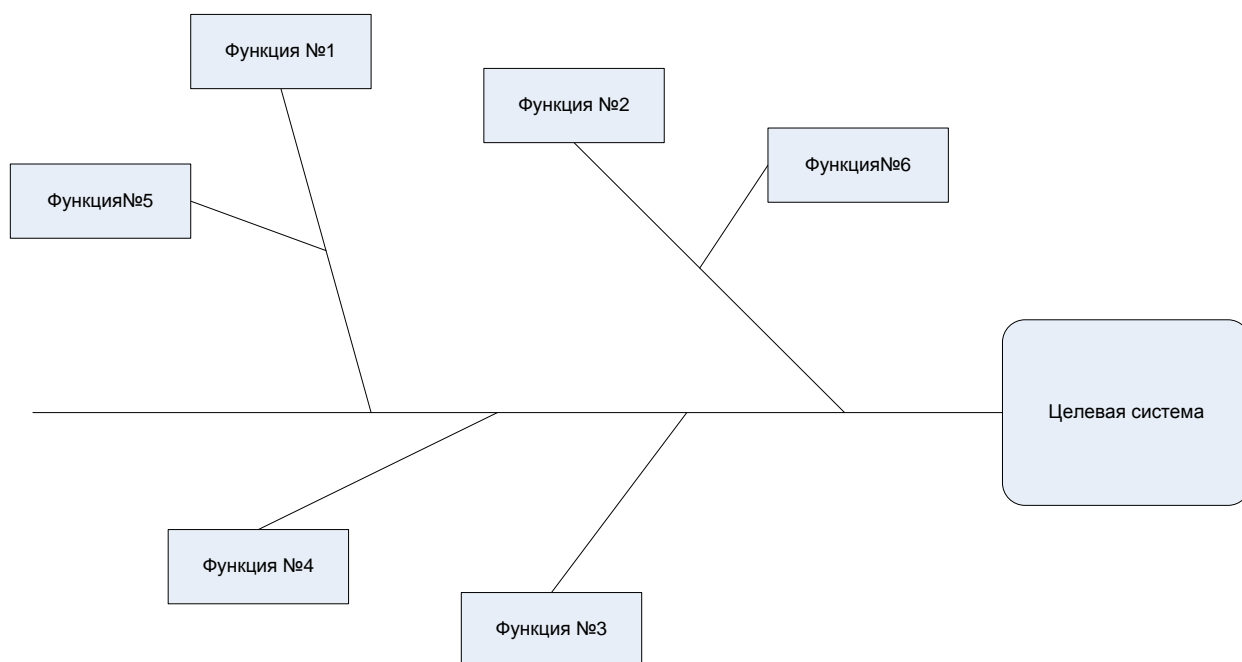 Функция №1
Функция №2
Функция№6
Функция№5
Целевая система
Функция №4
Функция №3